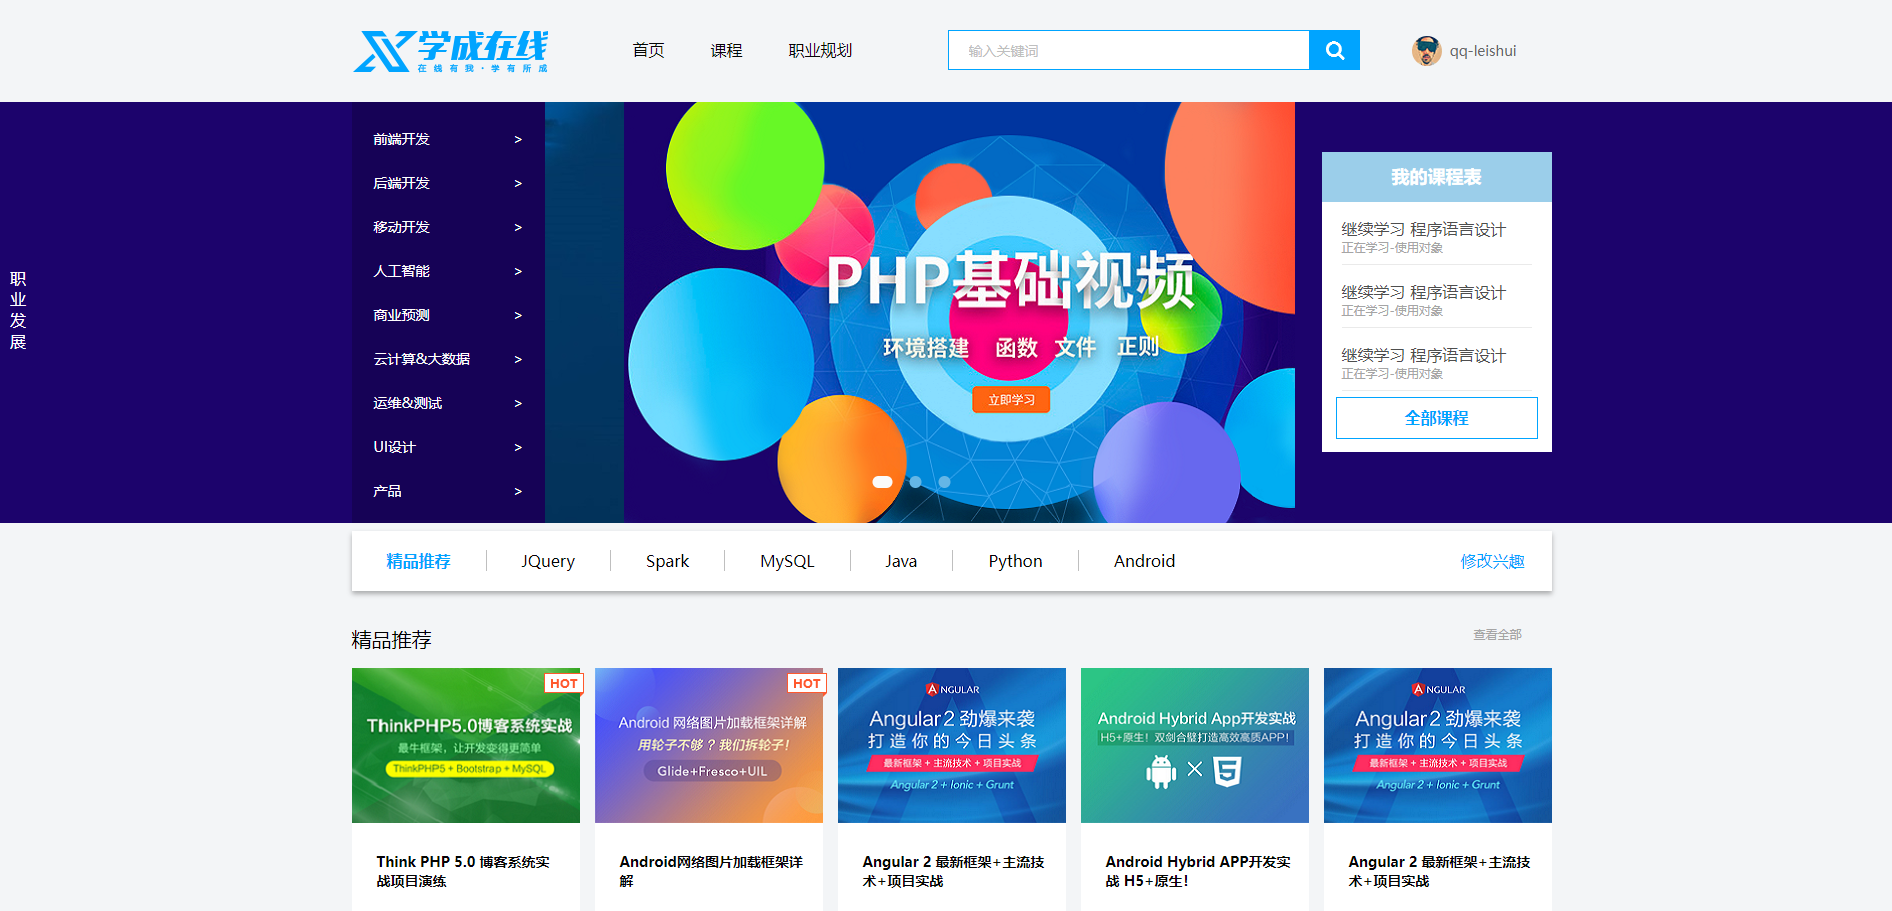 学成在线
在线有我·学有所成
首页 课程 职业规划
输入关键词
qq-leishui
职业发展
前端开发 >
后端开发 >
移动开发 >
人工智能 >
商业预测 >
云计算&大数据 >
运维&测试 >
UI设计 >
产品 >
PHP基础视频
环境搭建 函数 文件 正则
立即学习
我的课程表
继续学习 程序语言设计
正在学习-使用对象
继续学习 程序语言设计
正在学习-使用对象
继续学习 程序语言设计
正在学习-使用对象
全部课程
精品推荐 JQuery Spark MySQL Java Python Android 修改兴趣
精品推荐 查看全部
HOT
ThinkPHP5.0博客系统实战
最牛框架，让开发变得更简单
ThinkPHP5 + Bootstrap + MySQL
Think PHP 5.0 博客系统实
战项目演练
HOT
Android 网络图片加载框架详解
用轮子不够？我们拆轮子！
Glide+Fresco+UIL
Android网络图片加载框架详
解
ANGULAR
Angular 2 劲爆来袭
打造你的今日头条
最新框架 + 主流技术 + 项目实战
Angular 2 + Ionic + Grunt
Angular 2 最新框架+主流技
术+项目实战
Android Hybrid App开发实战
H5+原生！双剑合璧打造高效高质APP！
Android Hybrid APP开发实
战 H5+原生！
ANGULAR
Angular 2 劲爆来袭
打造你的今日头条
最新框架 + 主流技术 + 项目实战
Angular 2 + Ionic + Grunt
Angular 2 最新框架+主流技
术+项目实战